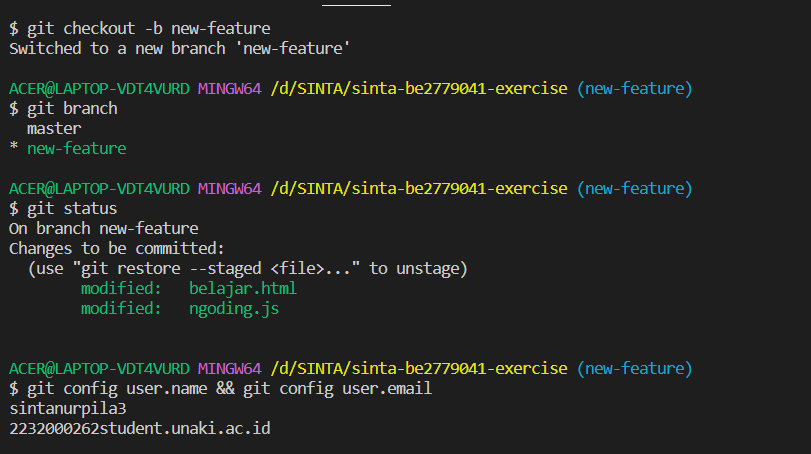 $ git checkout -b new-feature
Switched to a new branch 'new-feature'
ACER@LAPTOP-VDT4VURD MINGW64 /d/SINTA/sinta-be2779041-exercise (new-feature)
$ git branch
  master
* new-feature
ACER@LAPTOP-VDT4VURD MINGW64 /d/SINTA/sinta-be2779041-exercise (new-feature)
$ git status
On branch new-feature
Changes to be committed:
  (use "git restore --staged <file>..." to unstage)
        modified:   belajar.html
        modified:   ngoding.js
ACER@LAPTOP-VDT4VURD MINGW64 /d/SINTA/sinta-be2779041-exercise (new-feature)
$ git config user.name && git config user.email
sintanurpila3
2232000262student.unaki.ac.id